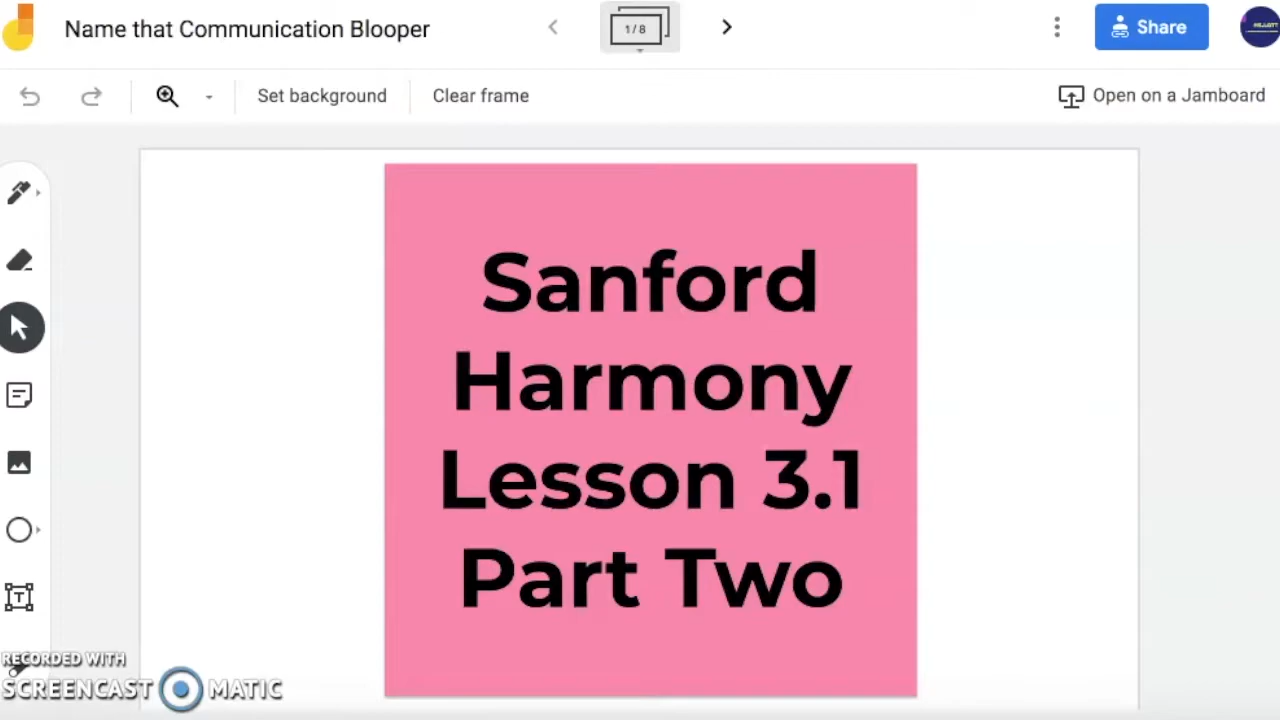 Name that Communication Blooper
1/8
Share
Set background
Clear frame
Open on a Jamboard
Sanford
Harmony
Lesson 3.1
Part Two
RECORDED WITH
SCREENCAST MATIC